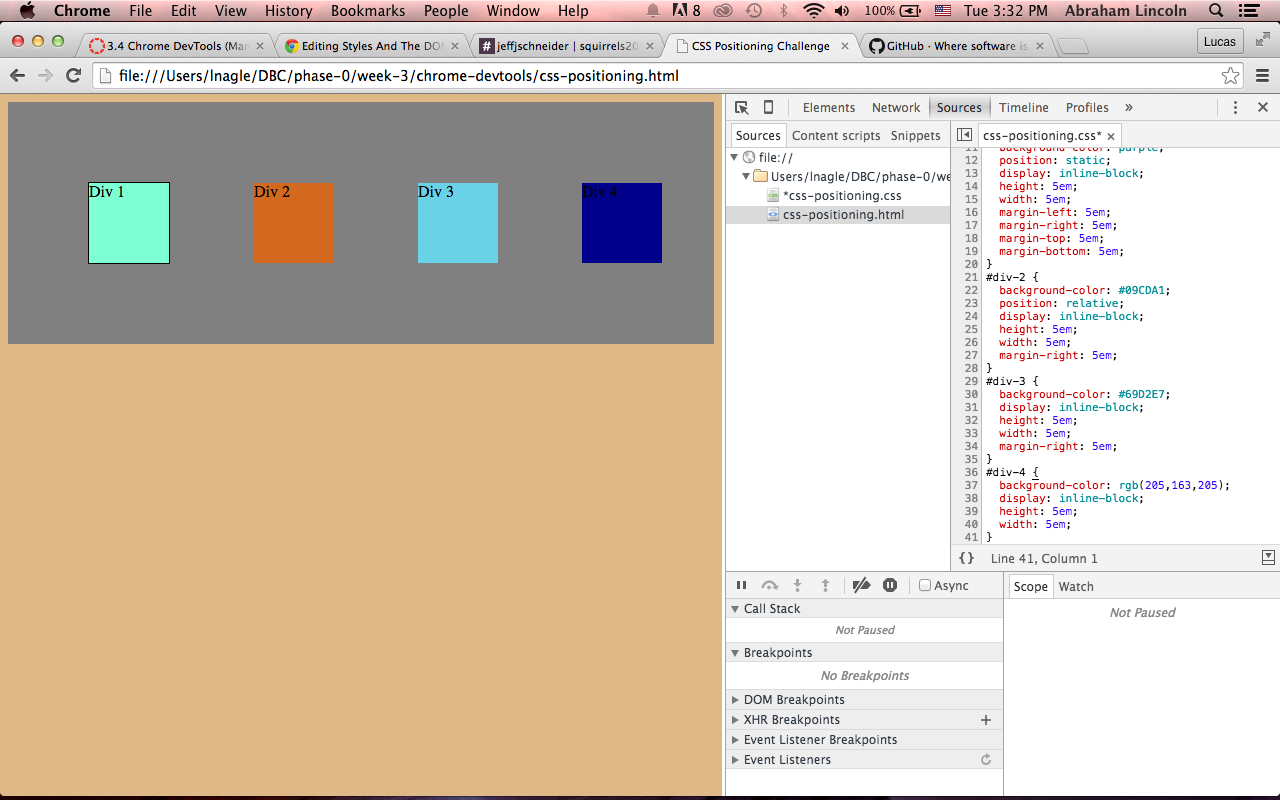 Chrome File Edit View History Bookmarks People Window Help 8 100% Tue 3:32 PM Abraham Lincoln
3.4 Chrome DevTools (Man × Editing Styles And The DOM × # jeffjschneider | squirrels20 × CSS Positioning Challenge × GitHub · Where software is × Lucas
file:///Users/lnagle/DBC/phase-0/week-3/chrome-devtools/css-positioning.html
Div 1 Div 2 Div 3 Div 4
Elements Network Sources Timeline Profiles »
Sources Content scripts Snippets
file://
Users/lnagle/DBC/phase-0/we
*css-positioning.css
css-positioning.html
css-positioning.css* ×
11 background-color: purple;
12 position: static;
13 display: inline-block;
14 height: 5em;
15 width: 5em;
16 margin-left: 5em;
17 margin-right: 5em;
18 margin-top: 5em;
19 margin-bottom: 5em;
20 }
21 #div-2 {
22 background-color: #09CDA1;
23 position: relative;
24 display: inline-block;
25 height: 5em;
26 width: 5em;
27 margin-right: 5em;
28 }
29 #div-3 {
30 background-color: #69D2E7;
31 display: inline-block;
32 height: 5em;
33 width: 5em;
34 margin-right: 5em;
35 }
36 #div-4 {
37 background-color: rgb(205,163,205);
38 display: inline-block;
39 height: 5em;
40 width: 5em;
41 }
{} Line 41, Column 1
Async
Call Stack
Not Paused
Breakpoints
No Breakpoints
DOM Breakpoints
XHR Breakpoints +
Event Listener Breakpoints
Event Listeners
Scope Watch
Not Paused